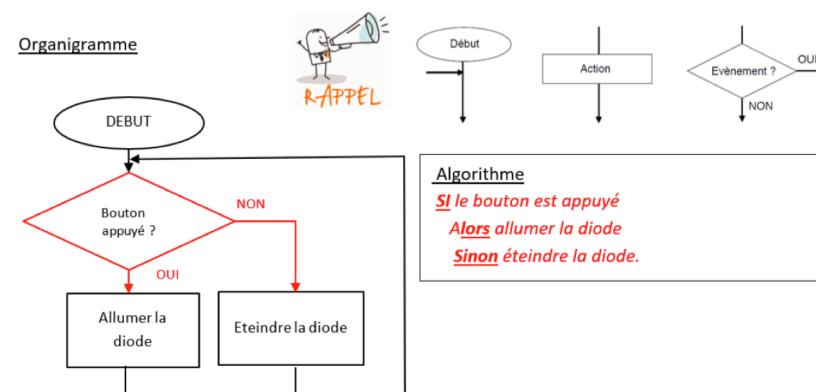 Organigramme
RAPPEL
Début
Action
Evènement ?
OUI
NON
DEBUT
Bouton
appuyé ?
NON
OUI
Allumer la
diode
Eteindre la diode
Algorithme
SI le bouton est appuyé
Alors allumer la diode
Sinon éteindre la diode.